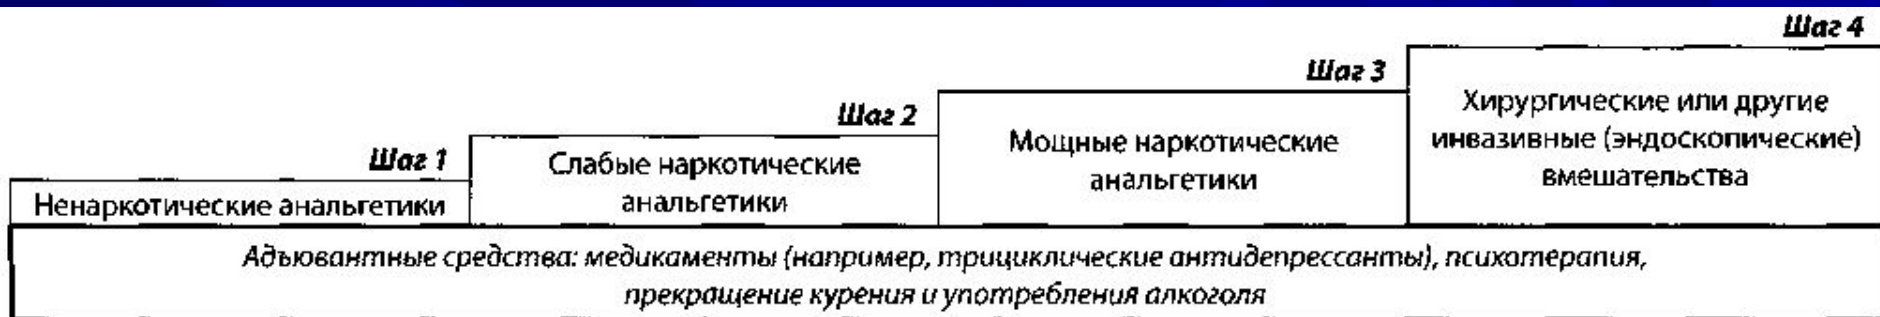 Шаг 1
Ненаркотические анальгетики
Шаг 2
Слабые наркотические
анальгетики
Шаг 3
Мощные наркотические
анальгетики
Шаг 4
Хирургические или другие
инвазивные (эндоскопические)
вмешательства
Адъювантные средства: медикаменты (например, трициклические антидепрессанты), психотерапия,
прекращение курения и употребления алкоголя